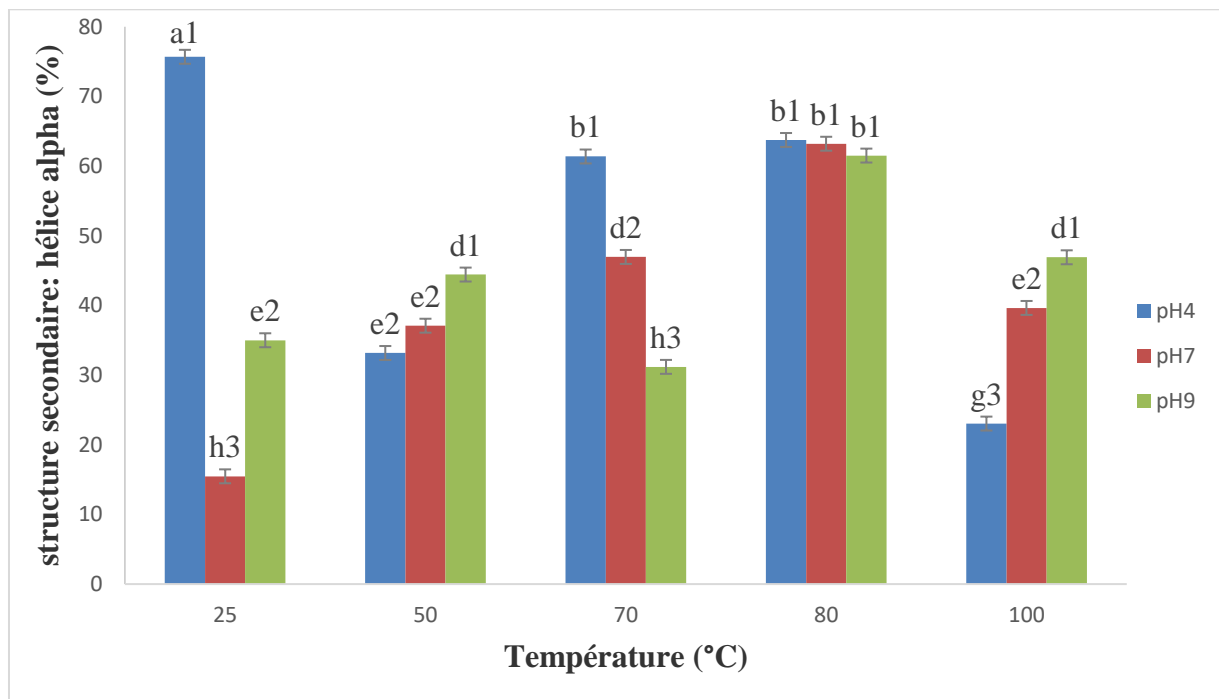 structure secondaire: hélice alpha (%)
80
70
60
50
40
30
20
10
0
a1
h3
e2
e2
e2
d1
b1
d2
h3
b1
b1
b1
g3
e2
d1
25
50
70
80
100
Température (°C)
pH4
pH7
pH9